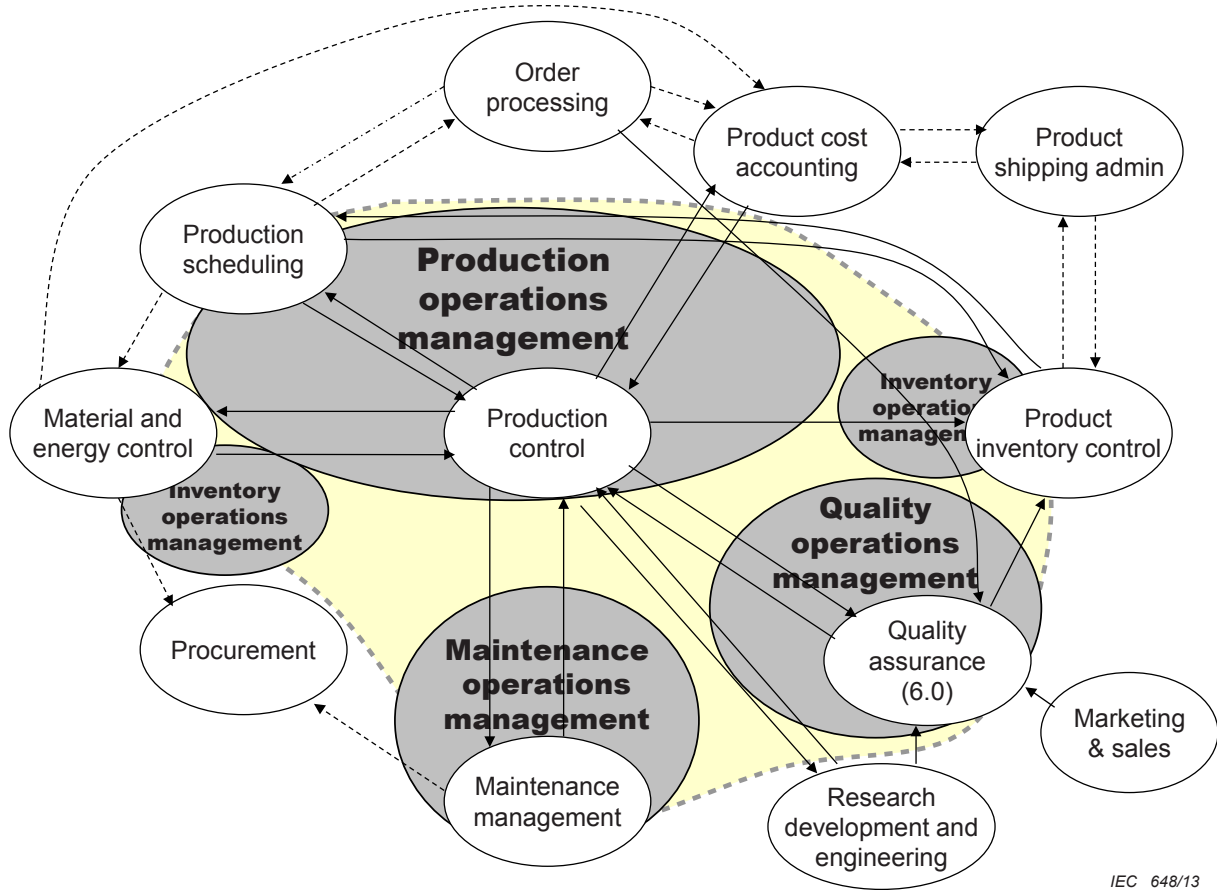 Order
processing
Product cost
accounting
Product
shipping admin
Production
scheduling
Production
operations
management
Inventory
operations
management
Material and
energy control
Production
control
Product
inventory control
Inventory
operations
management
Quality
operations
management
Procurement
Maintenance
operations
management
Quality
assurance
(6.0)
Marketing
& sales
Maintenance
management
Research
development and
engineering
IEC 648/13